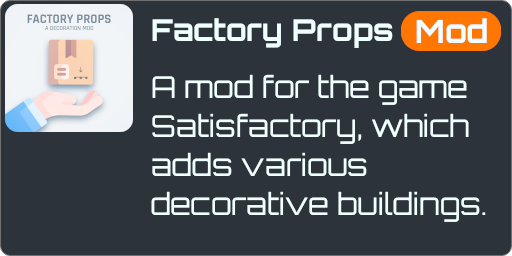 FACTORY PROPS
A DECORATION MOD
Factory Props Mod
A mod for the game
Satisfactory, which
adds various
decorative buildings.